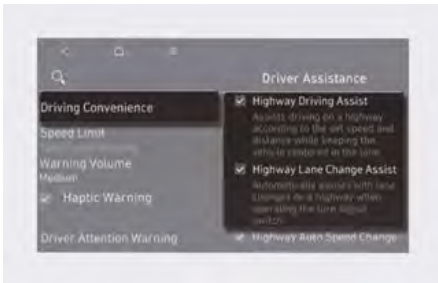 Driver Assistance
Driving Convenience
Speed Limit
Warning Volume
Medium
Haptic Warning
Driver Attention Warning
Highway Driving Assist
Assists driving on a highway
according to the set speed and
distance while keeping the
vehicle centered in the lane.
Highway Lane Change Assist
Automatically assists with lane
changes on a highway when
operating the turn signal
switch.
Highway Auto Speed Change